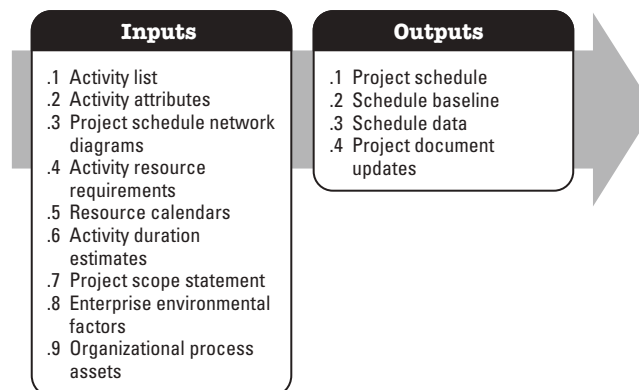 Inputs
.1 Activity list
.2 Activity attributes
.3 Project schedule network
diagrams
.4 Activity resource
requirements
.5 Resource calendars
.6 Activity duration
estimates
.7 Project scope statement
.8 Enterprise environmental
factors
.9 Organizational process
assets
Outputs
.1 Project schedule
.2 Schedule baseline
.3 Schedule data
.4 Project document
updates